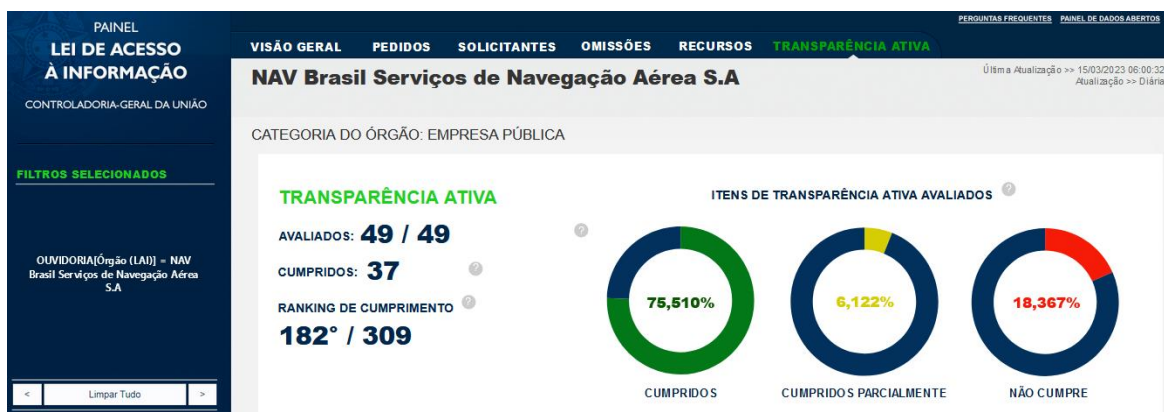 PAINEL
LEI DE ACESSO
À INFORMAÇÃO
CONTROLADORIA-GERAL DA UNIÃO
FILTROS SELECIONADOS
OUVIDORIA[Órgão (LAI)] = NAV
Brasil Serviços de Navegação Aérea
S.A
< Limpar Tudo >
PERGUNTAS FREQUENTES PAINEL DE DADOS ABERTOS
VISÃO GERAL PEDIDOS SOLICITANTES OMISSÕES RECURSOS TRANSPARÊNCIA ATIVA
NAV Brasil Serviços de Navegação Aérea S.A
Última Atualização >> 15/03/2023 06:00:32
Atualização >> Diária
CATEGORIA DO ÓRGÃO: EMPRESA PÚBLICA
TRANSPARÊNCIA ATIVA
AVALIADOS: 49 / 49 ?
CUMPRIDOS: 37 ?
RANKING DE CUMPRIMENTO ?
182° / 309
ITENS DE TRANSPARÊNCIA ATIVA AVALIADOS ?
75,510% 6,122% 18,367%
CUMPRIDOS CUMPRIDOS PARCIALMENTE NÃO CUMPRE